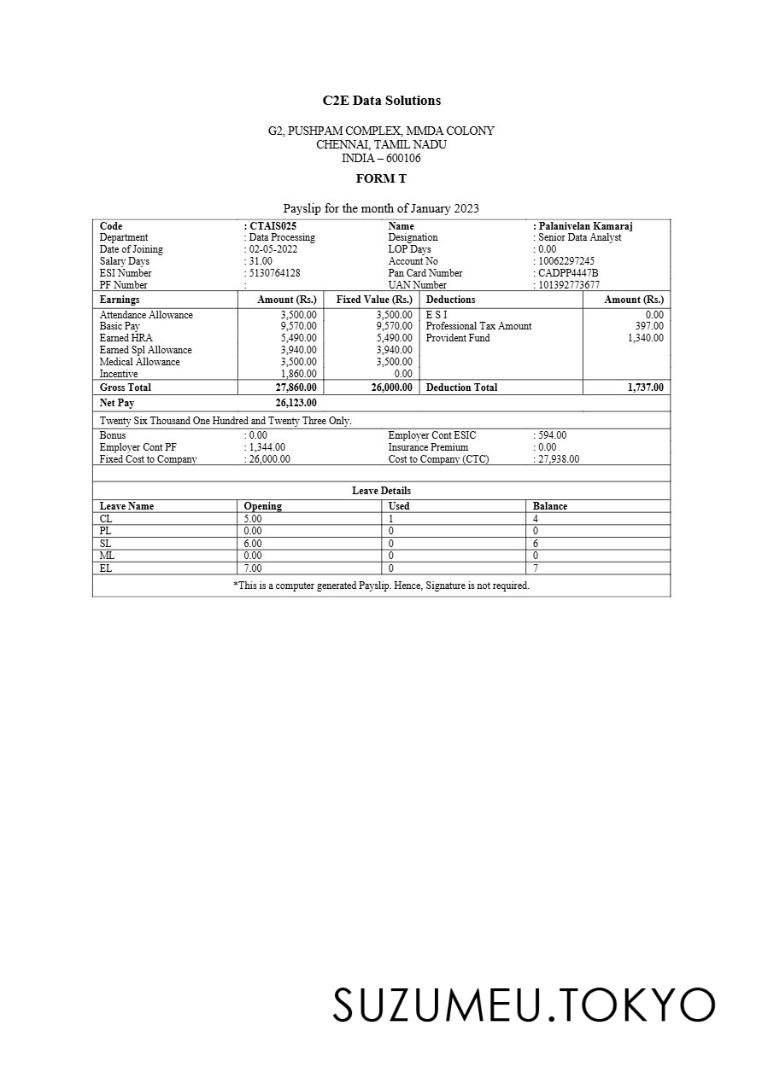 C2E Data Solutions
G2, PUSHPAM COMPLEX, MMDA COLONY
CHENNAI, TAMIL NADU
INDIA – 600106
FORM T
Payslip for the month of January 2023
Code : CTAIS025 Name : Palanivelan Kamaraj
Department : Data Processing Designation : Senior Data Analyst
Date of Joining : 02-05-2022 LOP Days : 0.00
Salary Days : 31.00 Account No : 10062297245
ESI Number : 5130764128 Pan Card Number : CADPP4447B
PF Number : UAN Number : 101392773677
Earnings Amount (Rs.) Fixed Value (Rs.) Deductions Amount (Rs.)
Attendance Allowance 3,500.00 3,500.00 E S I 0.00
Basic Pay 9,570.00 9,570.00 Professional Tax Amount 397.00
Earned HRA 5,490.00 5,490.00 Provident Fund 1,340.00
Earned Spl Allowance 3,940.00 3,940.00
Medical Allowance 3,500.00 3,500.00
Incentive 1,860.00 0.00
Gross Total 27,860.00 26,000.00 Deduction Total 1,737.00
Net Pay 26,123.00
Twenty Six Thousand One Hundred and Twenty Three Only.
Bonus : 0.00 Employer Cont ESIC : 594.00
Employer Cont PF : 1,344.00 Insurance Premium : 0.00
Fixed Cost to Company : 26,000.00 Cost to Company (CTC) : 27,938.00
Leave Details
Leave Name Opening Used Balance
CL 5.00 1 4
PL 0.00 0 0
SL 6.00 0 6
ML 0.00 0 0
EL 7.00 0 7
*This is a computer generated Payslip. Hence, Signature is not required.
SUZUMEU.TOKYO